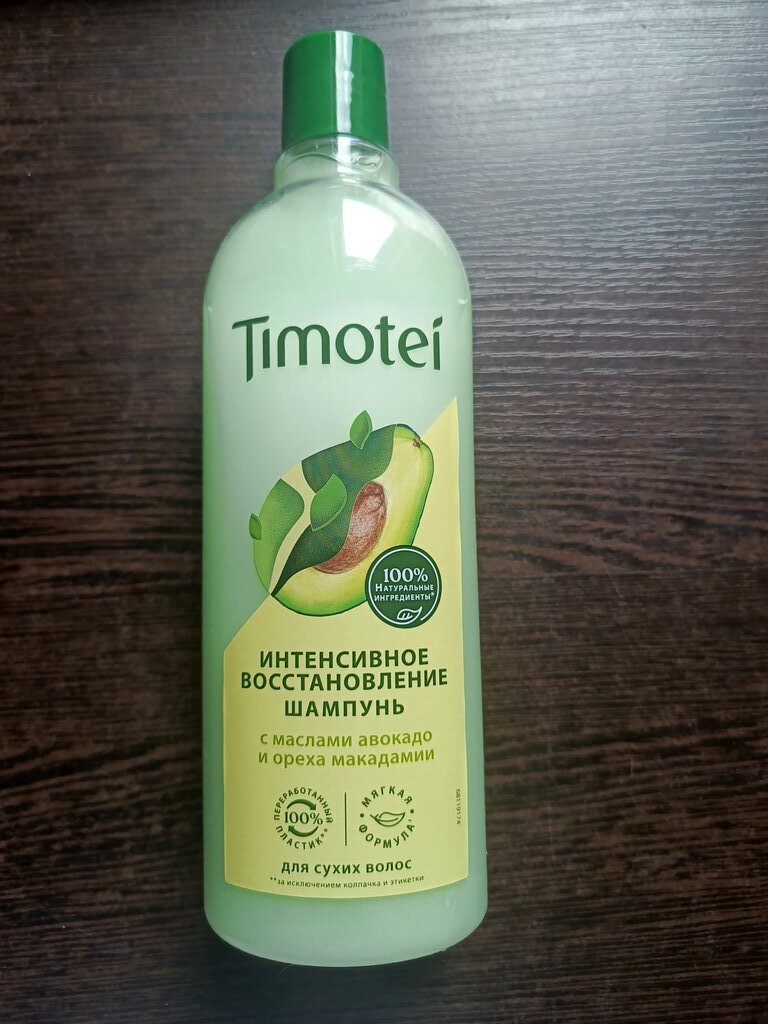 Timotei
100%
НАТУРАЛЬНЫЕ
ИНГРЕДИЕНТЫ*
ИНТЕНСИВНОЕ
ВОССТАНОВЛЕНИЕ
ШАМПУНЬ
с маслами авокадо
и ореха макадамии
ПЕРЕРАБОТАННЫЙ
100%
ПЛАСТИК**
МЯГКАЯ
ФОРМУЛА
для сухих волос
**за исключением колпачка и этикетки
68119174